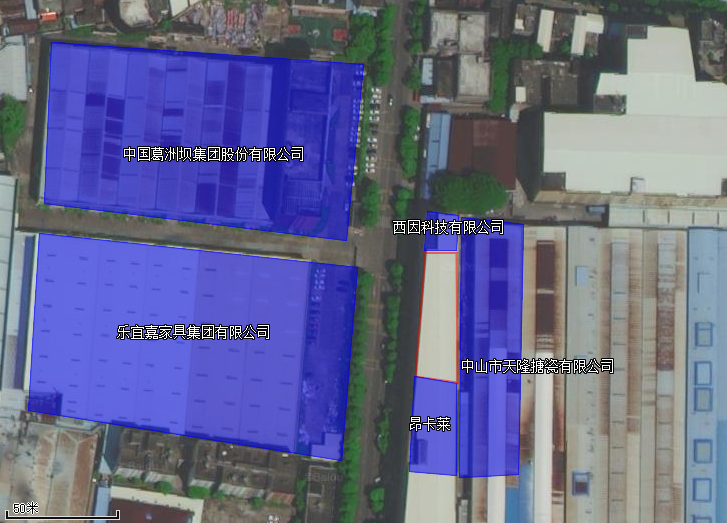 中国葛洲坝集团股份有限公司
西因科技有限公司
乐宜嘉家具集团有限公司
中山市天隆搪瓷有限公司
昂卡莱
50米